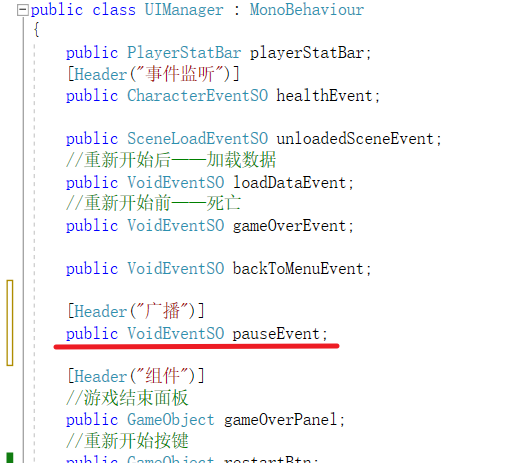 public class UIManager : MonoBehaviour
{
public PlayerStatBar playerStatBar;
[Header("事件监听")]
public CharacterEventSO healthEvent;
public SceneLoadEventSO unloadedSceneEvent;
//重新开始后——加载数据
public VoidEventSO loadDataEvent;
//重新开始前——死亡
public VoidEventSO gameOverEvent;
public VoidEventSO backToMenuEvent;
[Header("广播")]
public VoidEventSO pauseEvent;
[Header("组件")]
//游戏结束面板
public GameObject gameOverPanel;
//重新开始按键
public GameObject restartBtn;